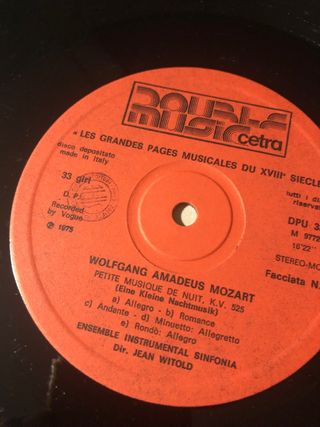 DOUBLE
MUSIC
cetra
« LES GRANDES PAGES MUSICALES DU XVIIIe SIECLE
disco depositato
made in Italy
tutti i
33 giri
DPU
D. P.
Recorded
by Vogue
M 9772
16'22''
℗ 1975
STEREO-MO
Facciata N.
WOLFGANG AMADEUS MOZART
PETITE MUSIQUE DE NUIT, K.V. 525
(Eine Kleine Nachtmusik)
a) Allegro - b) Romance
c) Andante - d) Minuetto: Allegretto
e) Rondò: Allegro
ENSEMBLE INSTRUMENTAL SINFONIA
Dir. JEAN WITOLD